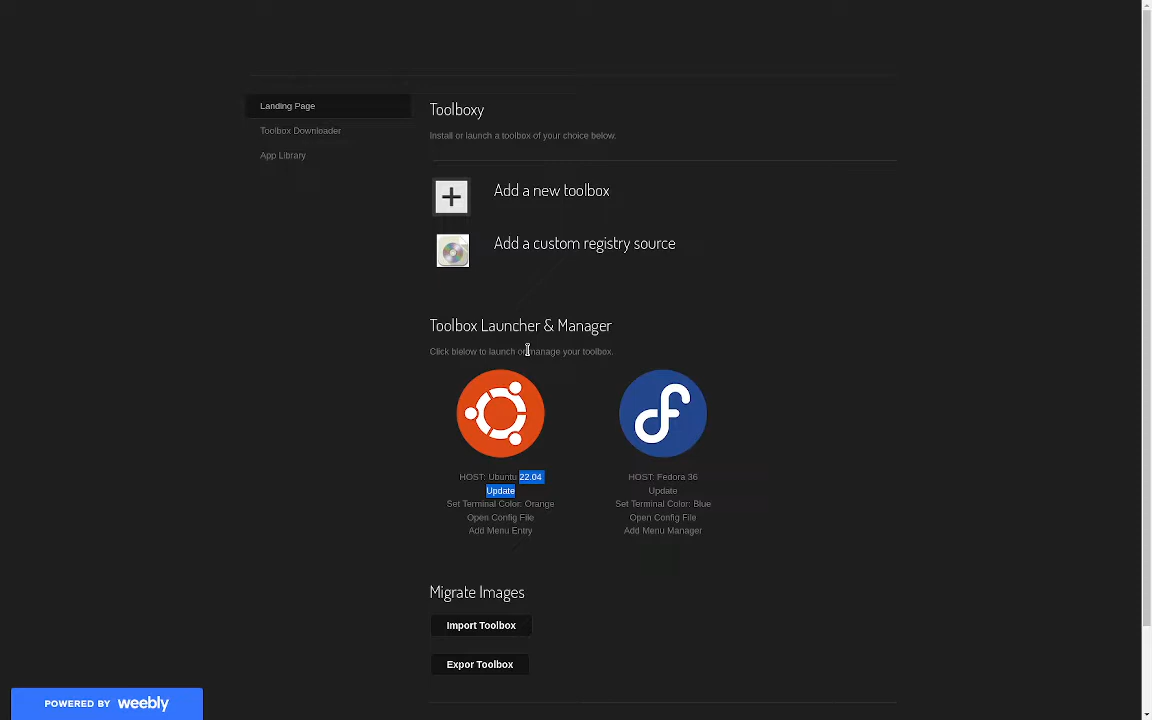 Landing Page
Toolbox Downloader
App Library
Toolboxy
Install or launch a toolbox of your choice below.
Add a new toolbox
Add a custom registry source
Toolbox Launcher & Manager
Click blelow to launch or manage your toolbox.
HOST: Ubuntu 22.04
Update
Set Terminal Color: Orange
Open Config File
Add Menu Entry
HOST: Fedora 36
Update
Set Terminal Color: Blue
Open Config File
Add Menu Manager
Migrate Images
Import Toolbox
Expor Toolbox
POWERED BY weebly